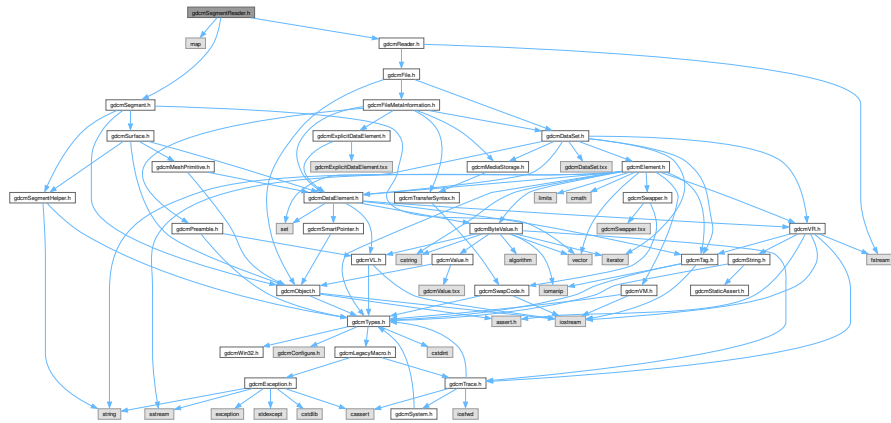 gdcmSegmentReader.h
map
gdcmReader.h
gdcmFile.h
gdcmSegment.h
gdcmFileMetaInformation.h
gdcmSurface.h
gdcmExplicitDataElement.h
gdcmDataSet.h
gdcmMeshPrimitive.h
gdcmExplicitDataElement.txx
gdcmMediaStorage.h
gdcmDataSet.txx
gdcmElement.h
gdcmSegmentHelper.h
gdcmDataElement.h
gdcmTransferSyntax.h
limits
cmath
gdcmSwapper.h
gdcmPreamble.h
set
gdcmSmartPointer.h
gdcmByteValue.h
gdcmSwapper.txx
gdcmVR.h
gdcmVL.h
cstring
gdcmValue.h
algorithm
vector
iterator
gdcmTag.h
gdcmString.h
fstream
gdcmObject.h
gdcmValue.txx
gdcmSwapCode.h
iomanip
gdcmVM.h
gdcmStaticAssert.h
gdcmTypes.h
assert.h
iostream
gdcmWin32.h
gdcmConfigure.h
gdcmLegacyMacro.h
cstdint
gdcmException.h
gdcmTrace.h
string
sstream
exception
stdexcept
cstdlib
cassert
gdcmSystem.h
iosfwd